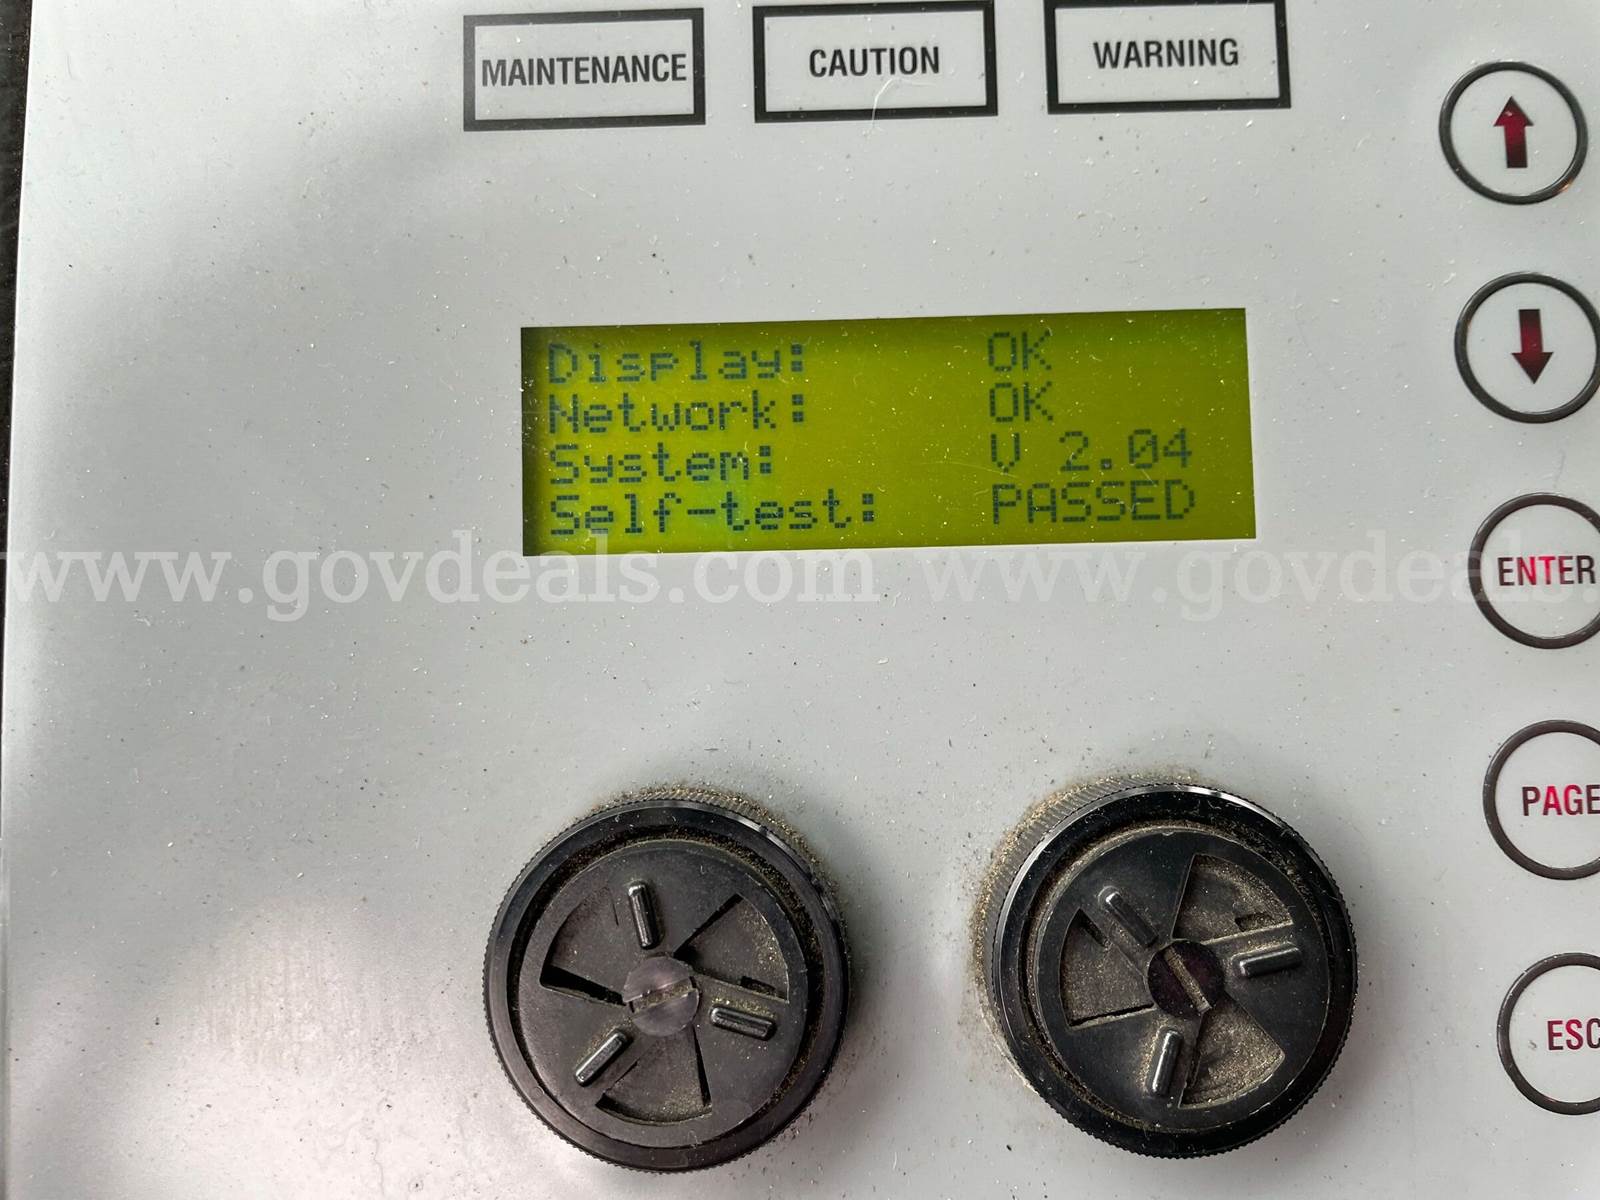 MAINTENANCE
CAUTION
WARNING
Display: OK
Network: OK
System: V 2.04
Self-test: PASSED
www.govdeals.com www.govdeals.
ENTER
PAGE
ESC